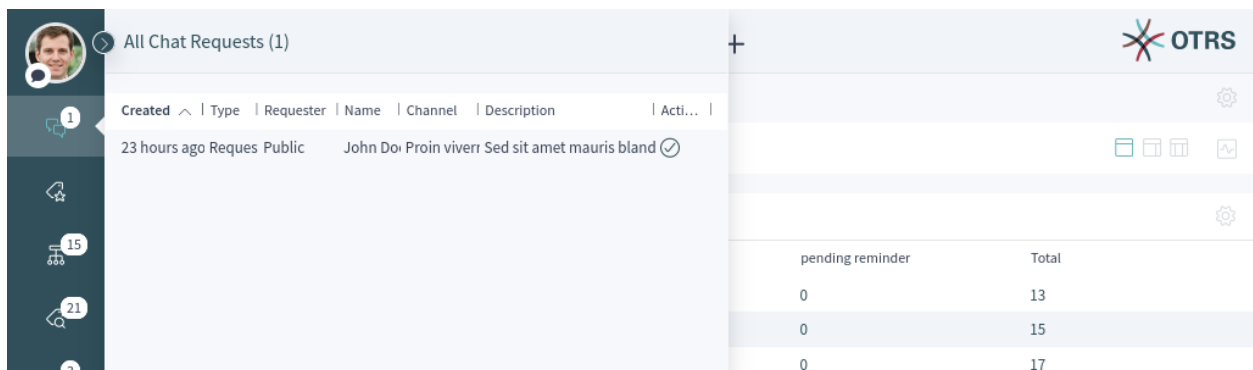 All Chat Requests (1)
OTRS
1
Created Type Requester Name Channel Description Acti...
23 hours ago Reques Public John Do Proin viverr Sed sit amet mauris bland
15
pending reminder Total
0 13
21
0 15
0 17